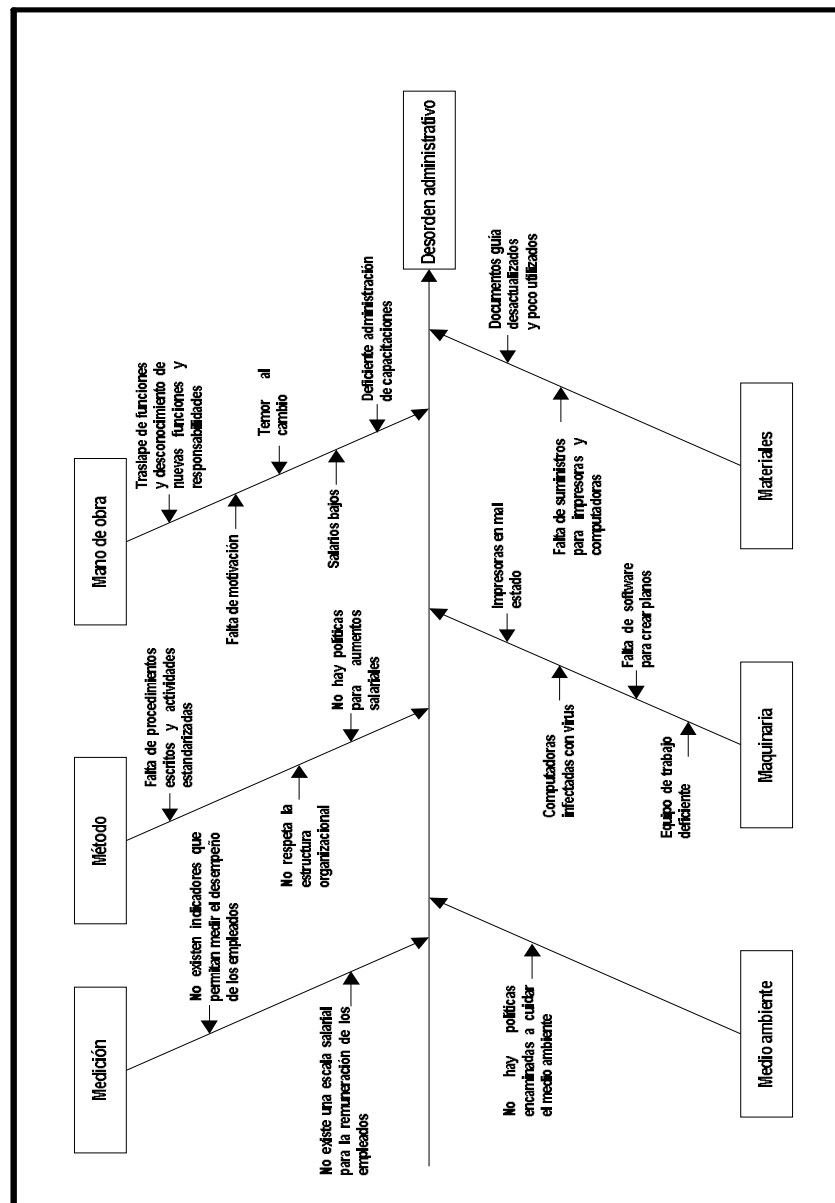 Medición
Método
Mano de obra
No existen indicadores que
permitan medir el desempeño
de los empleados
No existe una escala salarial
para la remuneración de los
empleados
Falta de procedimientos
escritos y actividades
estandarizadas
No respeta la
estructura
organizacional
No hay políticas
para aumentos
salariales
Traslape de funciones
y desconocimiento de
nuevas funciones y
responsabilidades
Falta de motivación
Temor al
cambio
Salarios bajos
Deficiente administración
de capacitaciones
Desorden administrativo
No hay políticas
encaminadas a cuidar
el medio ambiente
Impresoras en mal
estado
Computadoras
infectadas con virus
Falta de software
para crear planos
Equipo de trabajo
deficiente
Documentos guía
desactualizados
y poco utilizados
Falta de suministros
para impresoras y
computadoras
Medio ambiente
Maquinaria
Materiales